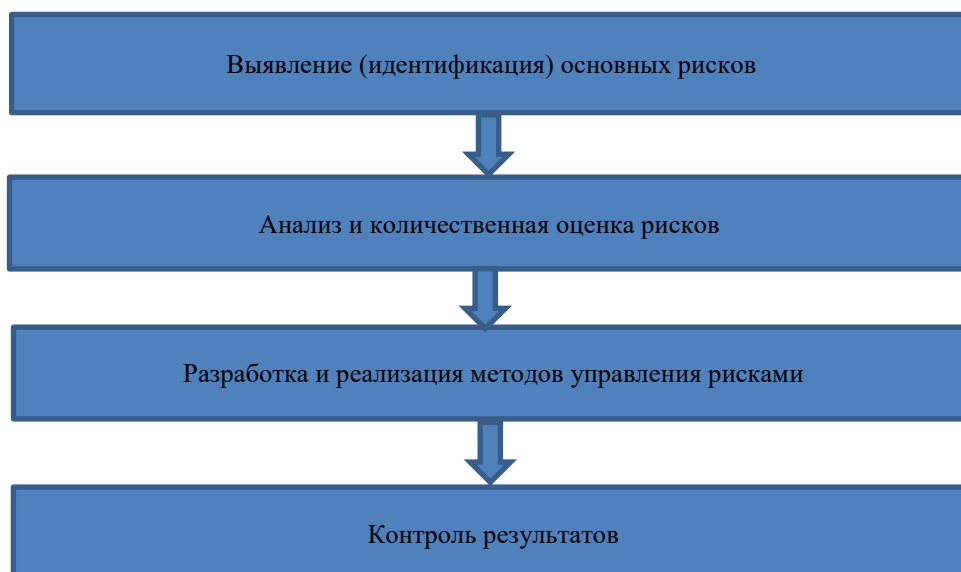 Выявление (идентификация) основных рисков
Анализ и количественная оценка рисков
Разработка и реализация методов управления рисками
Контроль результатов